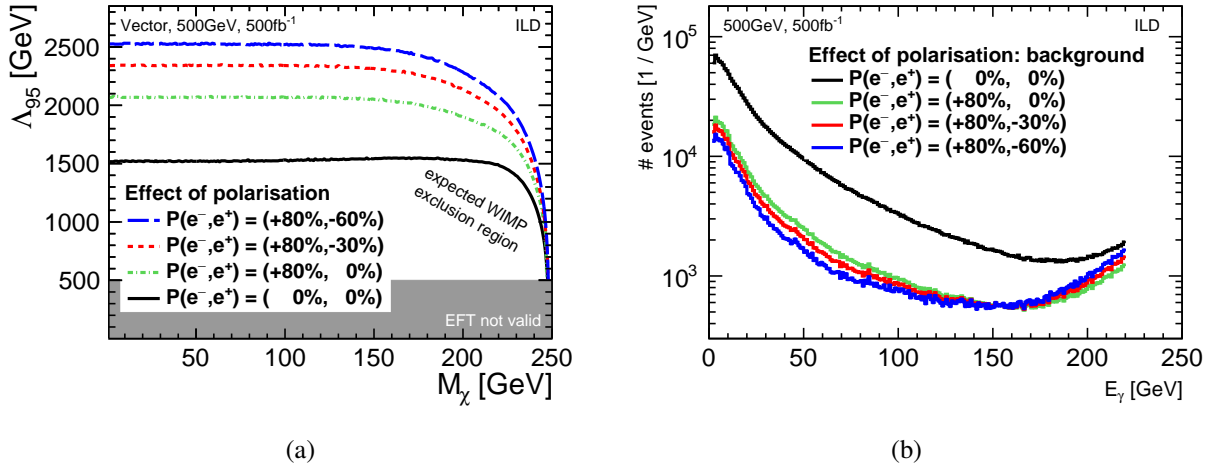 Vector, 500GeV, 500fb⁻¹ ILD
Λ₉₅ [GeV]
2500
2000
1500
1000
500
expected WIMP
exclusion region
Effect of polarisation
P(e⁻,e⁺) = (+80%,-60%)
P(e⁻,e⁺) = (+80%,-30%)
P(e⁻,e⁺) = (+80%, 0%)
P(e⁻,e⁺) = ( 0%, 0%)
EFT not valid
50 100 150 200 250
Mχ [GeV]
(a)
500GeV, 500fb⁻¹ ILD
# events [1 / GeV]
10⁵
10⁴
10³
Effect of polarisation: background
P(e⁻,e⁺) = ( 0%, 0%)
P(e⁻,e⁺) = (+80%, 0%)
P(e⁻,e⁺) = (+80%,-30%)
P(e⁻,e⁺) = (+80%,-60%)
0 50 100 150 200 250
Eγ [GeV]
(b)